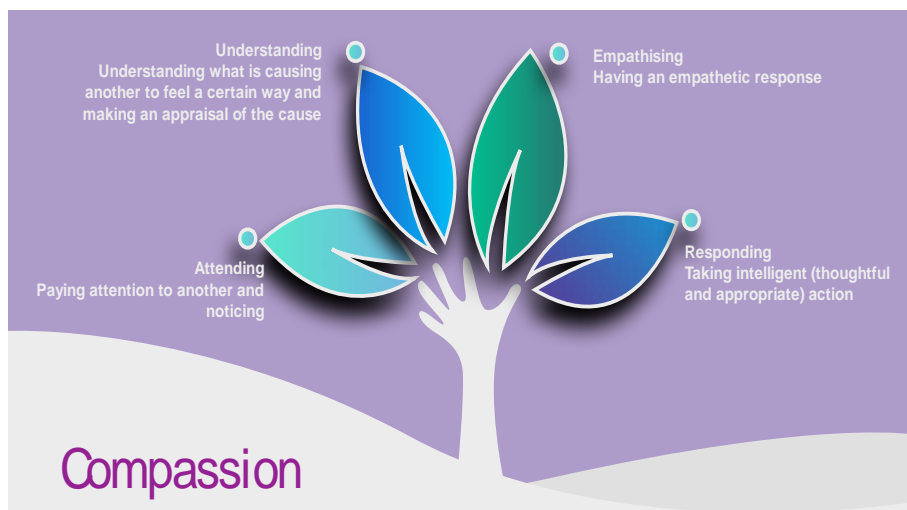 Understanding
Understanding what is causing
another to feel a certain way and
making an appraisal of the cause
Empathising
Having an empathetic response
Attending
Paying attention to another and
noticing
Responding
Taking intelligent (thoughtful
and appropriate) action
Compassion